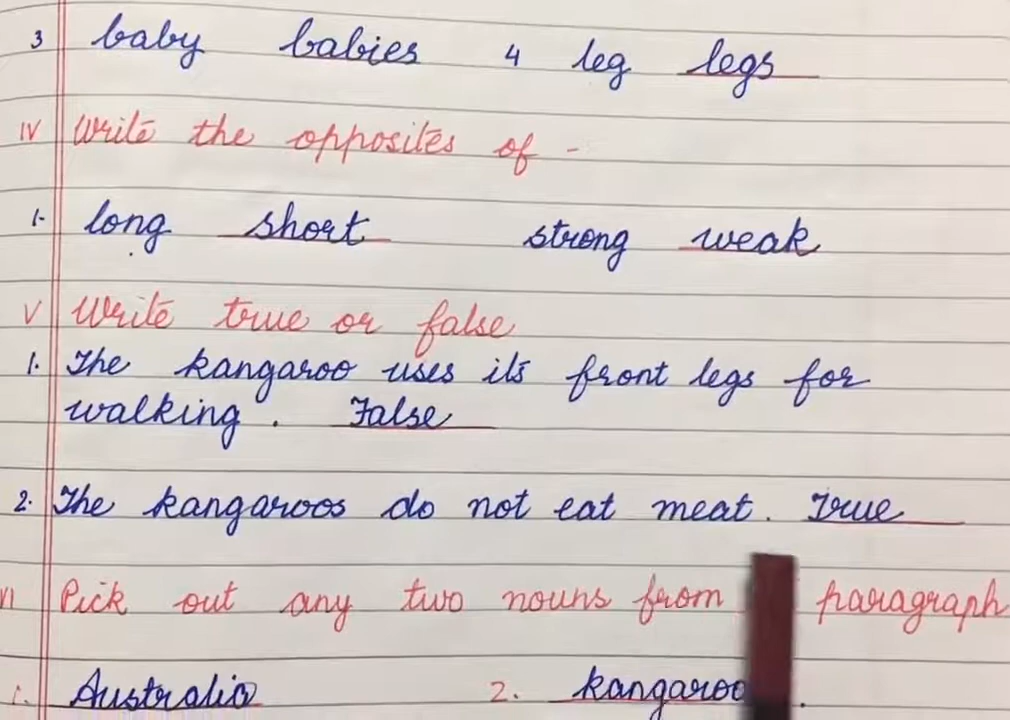 3 baby babies 4 leg legs
IV Write the opposites of -
1. long short strong weak
V Write true or false
1. The kangaroo uses its front legs for
walking. False
2. The kangaroos do not eat meat. True
VI Pick out any two nouns from paragraph
1. Australia 2. kangaroo.